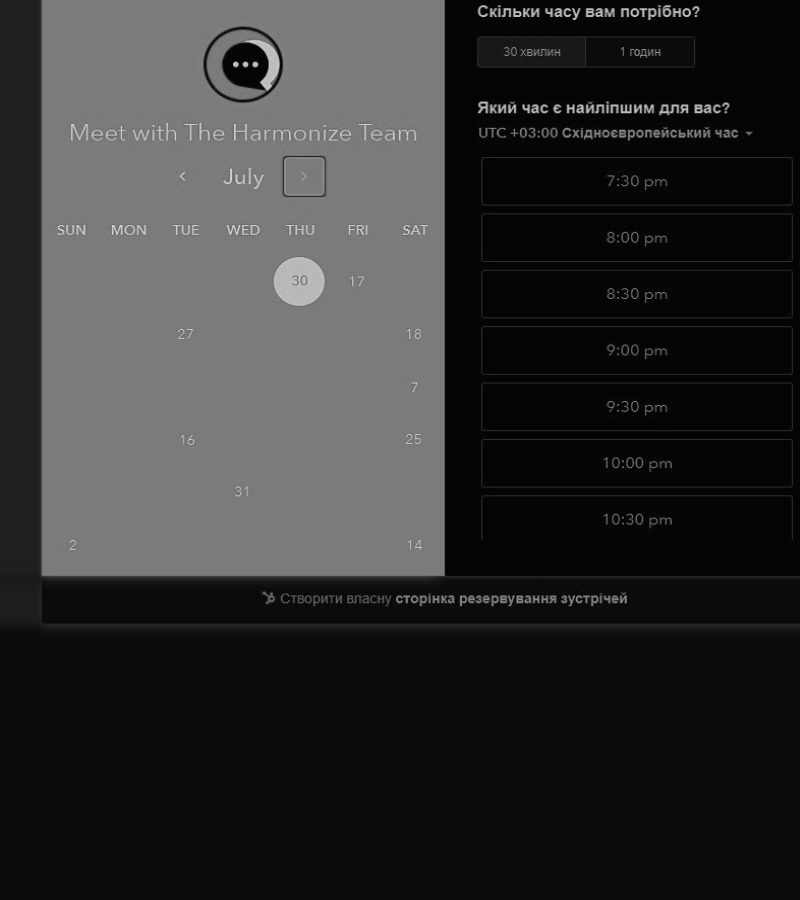 Meet with The Harmonize Team
July
SUN MON TUE WED THU FRI SAT
30 17
27 18
7
16 25
31
2 14
Скільки часу вам потрібно?
30 хвилин 1 годин
Який час є найліпшим для вас?
UTC +03:00 Східноєвропейський час
7:30 pm
8:00 pm
8:30 pm
9:00 pm
9:30 pm
10:00 pm
10:30 pm
Створити власну сторінка резервування зустрічей